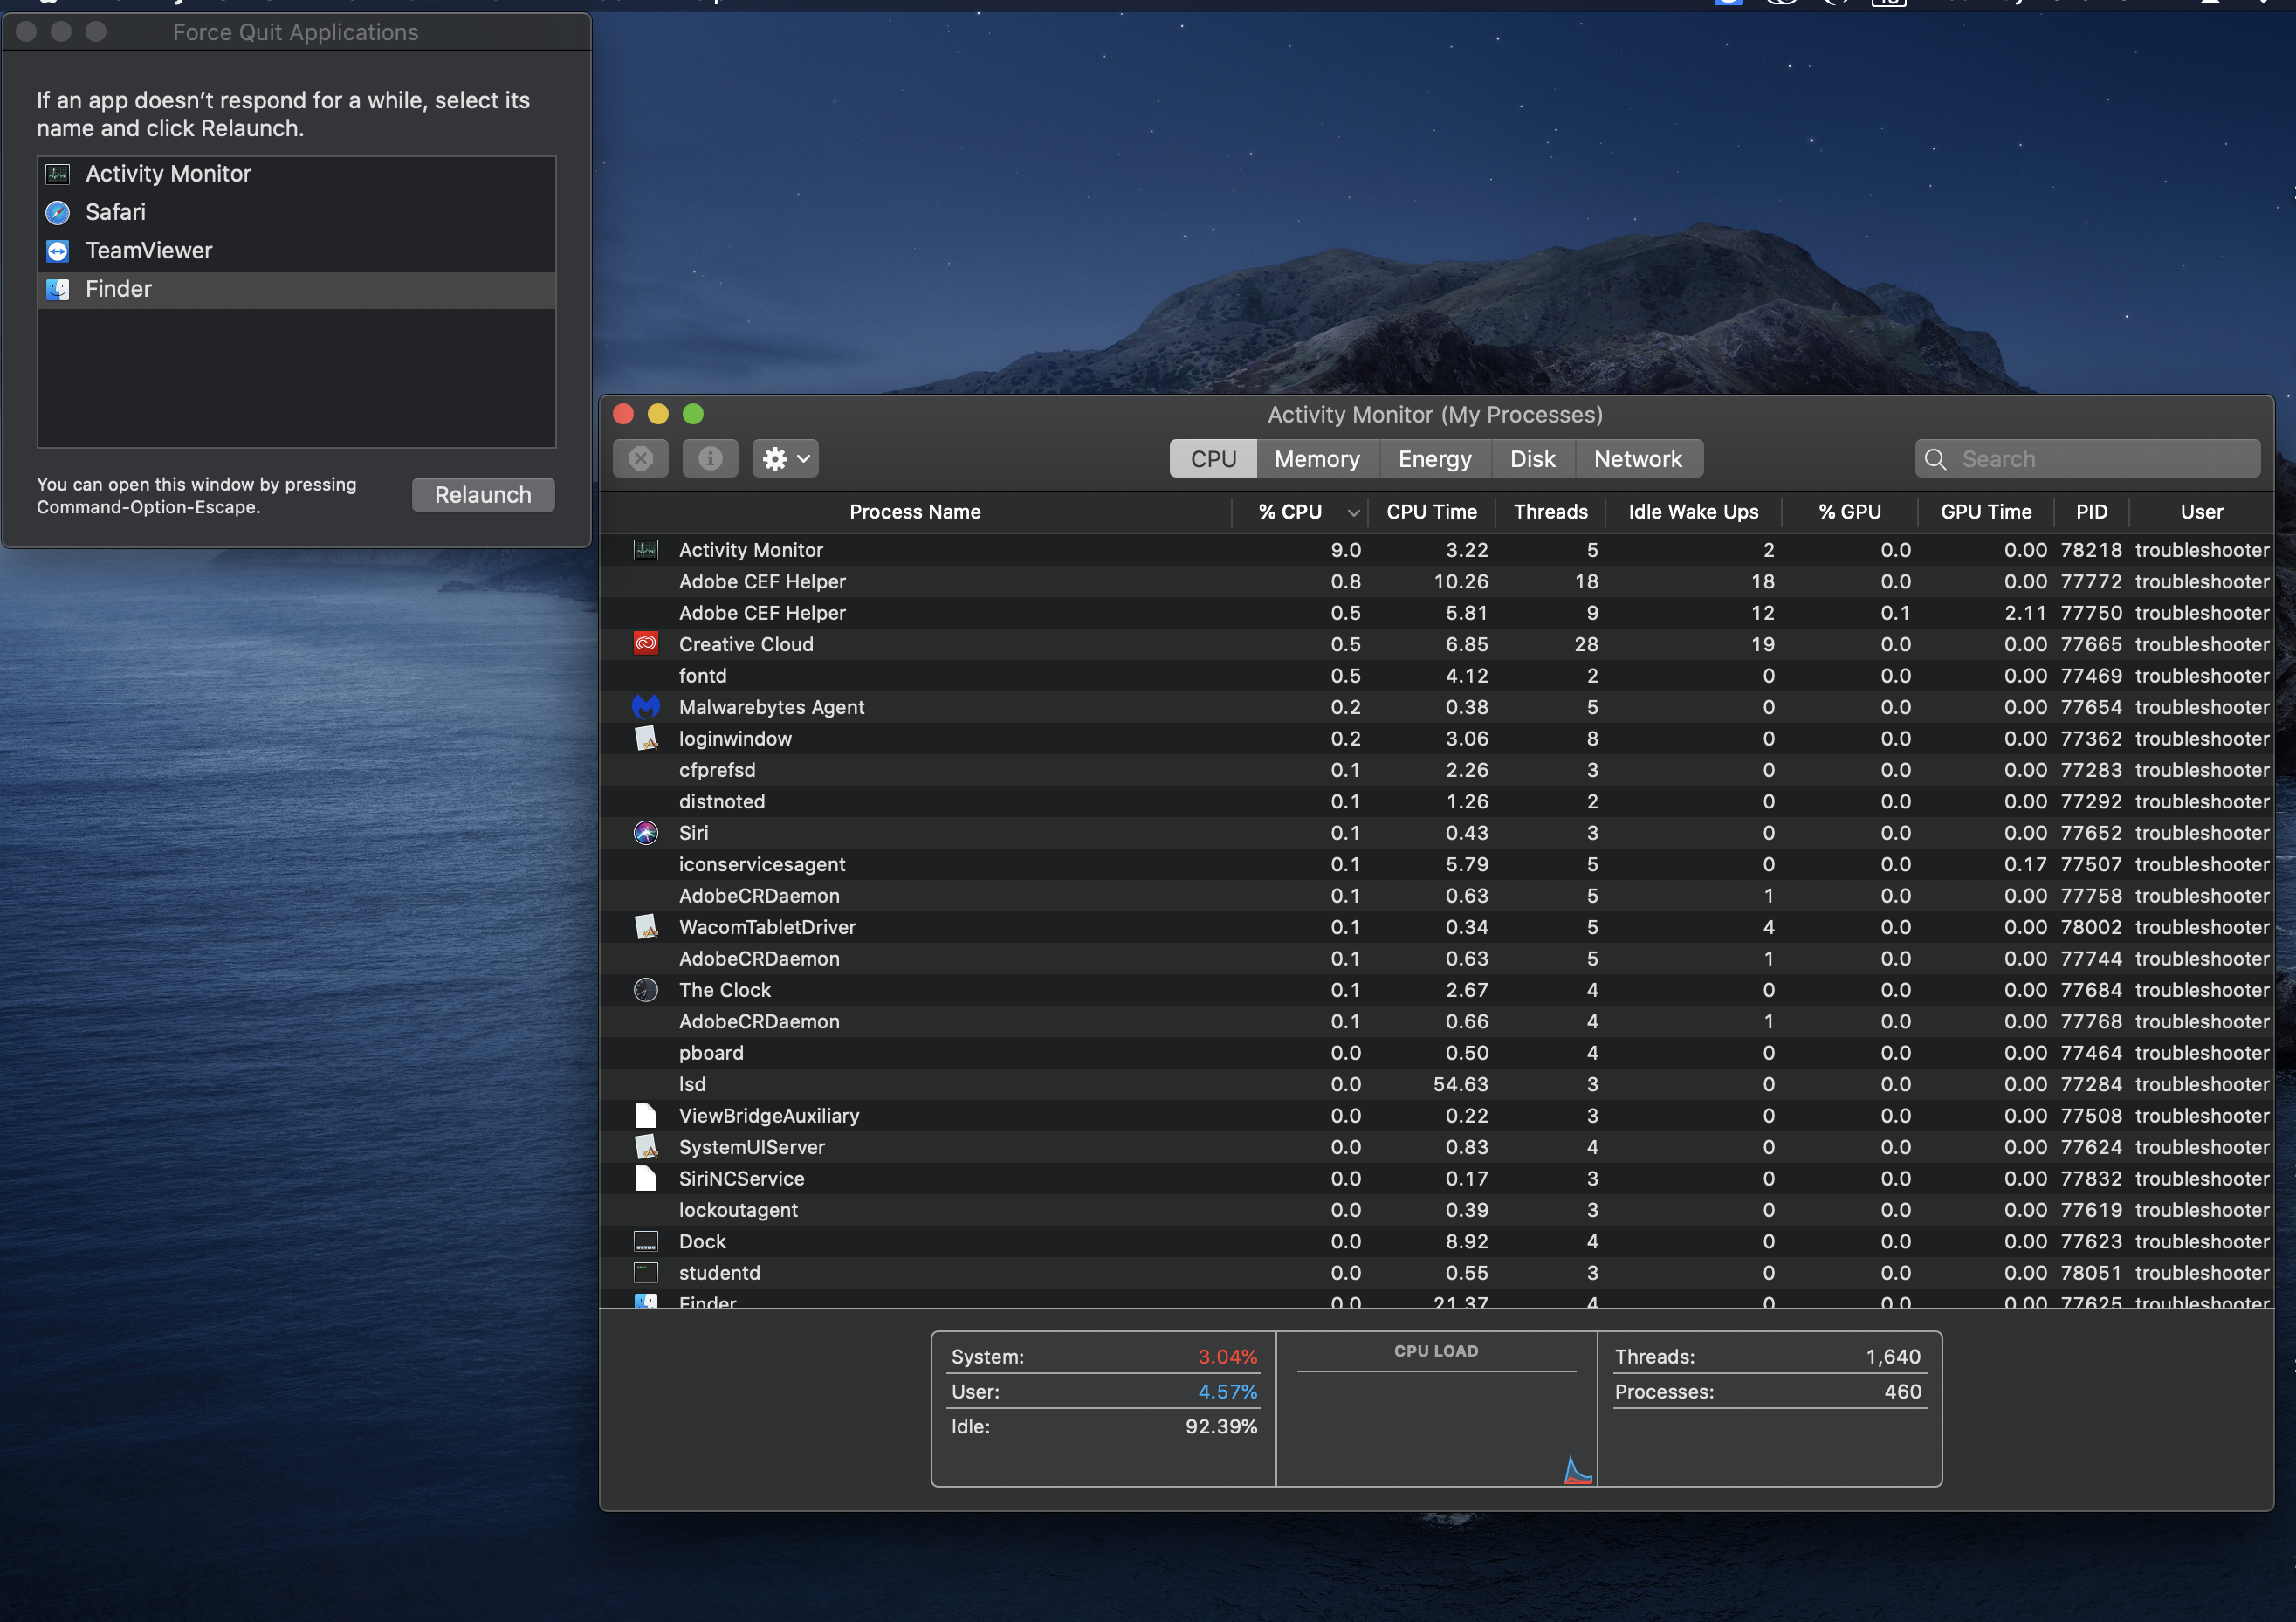 Force Quit Applications
If an app doesn’t respond for a while, select its
name and click Relaunch.
Activity Monitor
Safari
TeamViewer
Finder
You can open this window by pressing
Command-Option-Escape.
Relaunch
Activity Monitor (My Processes)
CPU Memory Energy Disk Network
Search
Process Name % CPU CPU Time Threads Idle Wake Ups % GPU GPU Time PID User
Activity Monitor 9.0 3.22 5 2 0.0 0.00 78218 troubleshooter
Adobe CEF Helper 0.8 10.26 18 18 0.0 0.00 77772 troubleshooter
Adobe CEF Helper 0.5 5.81 9 12 0.1 2.11 77750 troubleshooter
Creative Cloud 0.5 6.85 28 19 0.0 0.00 77665 troubleshooter
fontd 0.5 4.12 2 0 0.0 0.00 77469 troubleshooter
Malwarebytes Agent 0.2 0.38 5 0 0.0 0.00 77654 troubleshooter
loginwindow 0.2 3.06 8 0 0.0 0.00 77362 troubleshooter
cfprefsd 0.1 2.26 3 0 0.0 0.00 77283 troubleshooter
distnoted 0.1 1.26 2 0 0.0 0.00 77292 troubleshooter
Siri 0.1 0.43 3 0 0.0 0.00 77652 troubleshooter
iconservicesagent 0.1 5.79 5 0 0.0 0.17 77507 troubleshooter
AdobeCRDaemon 0.1 0.63 5 1 0.0 0.00 77758 troubleshooter
WacomTabletDriver 0.1 0.34 5 4 0.0 0.00 78002 troubleshooter
AdobeCRDaemon 0.1 0.63 5 1 0.0 0.00 77744 troubleshooter
The Clock 0.1 2.67 4 0 0.0 0.00 77684 troubleshooter
AdobeCRDaemon 0.1 0.66 4 1 0.0 0.00 77768 troubleshooter
pboard 0.0 0.50 4 0 0.0 0.00 77464 troubleshooter
lsd 0.0 54.63 3 0 0.0 0.00 77284 troubleshooter
ViewBridgeAuxiliary 0.0 0.22 3 0 0.0 0.00 77508 troubleshooter
SystemUIServer 0.0 0.83 4 0 0.0 0.00 77624 troubleshooter
SiriNCService 0.0 0.17 3 0 0.0 0.00 77832 troubleshooter
lockoutagent 0.0 0.39 3 0 0.0 0.00 77619 troubleshooter
Dock 0.0 8.92 4 0 0.0 0.00 77623 troubleshooter
studentd 0.0 0.55 3 0 0.0 0.00 78051 troubleshooter
Finder 0.0 21.37 4 0 0.0 0.00 77625 troubleshooter
System: 3.04%
User: 4.57%
Idle: 92.39%
CPU LOAD
Threads: 1,640
Processes: 460